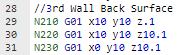 28 //3rd Wall Back Surface
29 N210 G01 x10 y10 z.1
30 N220 G01 x10 y10 z10.1
31 N230 G01 x0 y10 z10.1